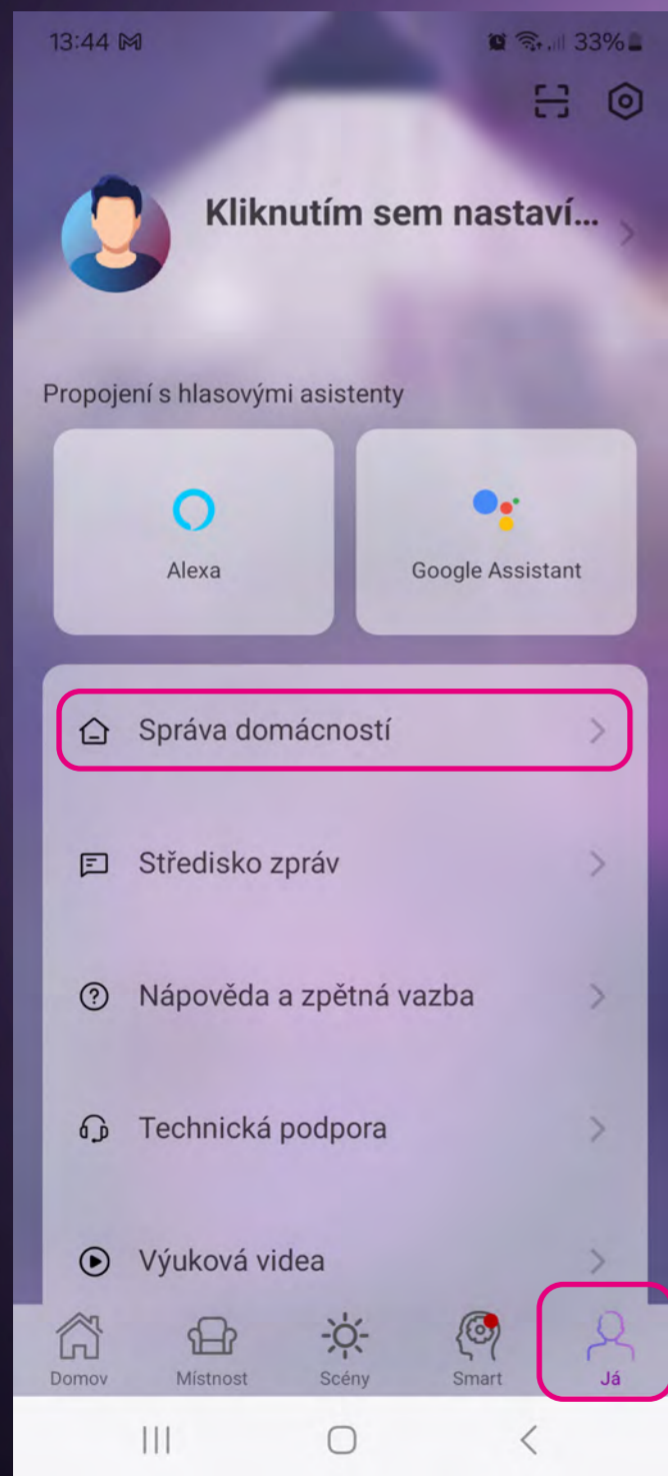 13:44
33%
Kliknutím sem nastaví...
Propojení s hlasovými asistenty
Alexa
Google Assistant
Správa domácností
Středisko zpráv
Nápověda a zpětná vazba
Technická podpora
Výuková videa
Domov
Místnost
Scény
Smart
Já